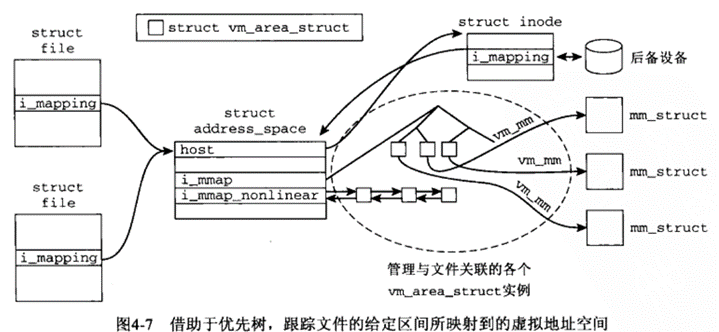 struct
file
i_mapping
struct
file
i_mapping
struct vm_area_struct
struct
address_space
host
i_mmap
i_mmap_nonlinear
struct inode
i_mapping
后备设备
vm_mm
mm_struct
vm_mm
mm_struct
vm_mm
mm_struct
管理与文件关联的各个
vm_area_struct实例
图4-7 借助于优先树，跟踪文件的给定区间所映射到的虚拟地址空间